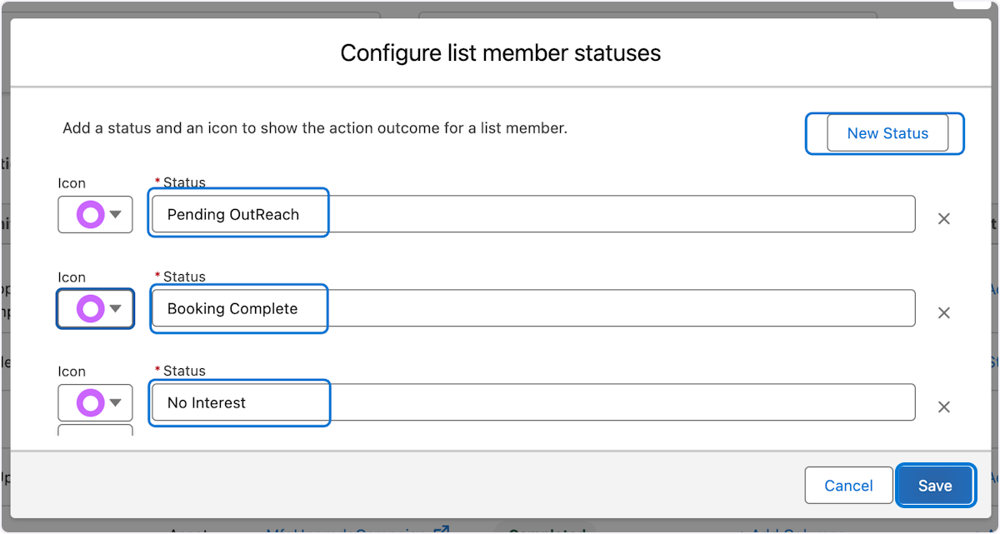 Configure list member statuses
Add a status and an icon to show the action outcome for a list member.
New Status
Icon
* Status
Pending OutReach
Icon
* Status
Booking Complete
Icon
* Status
No Interest
Cancel
Save